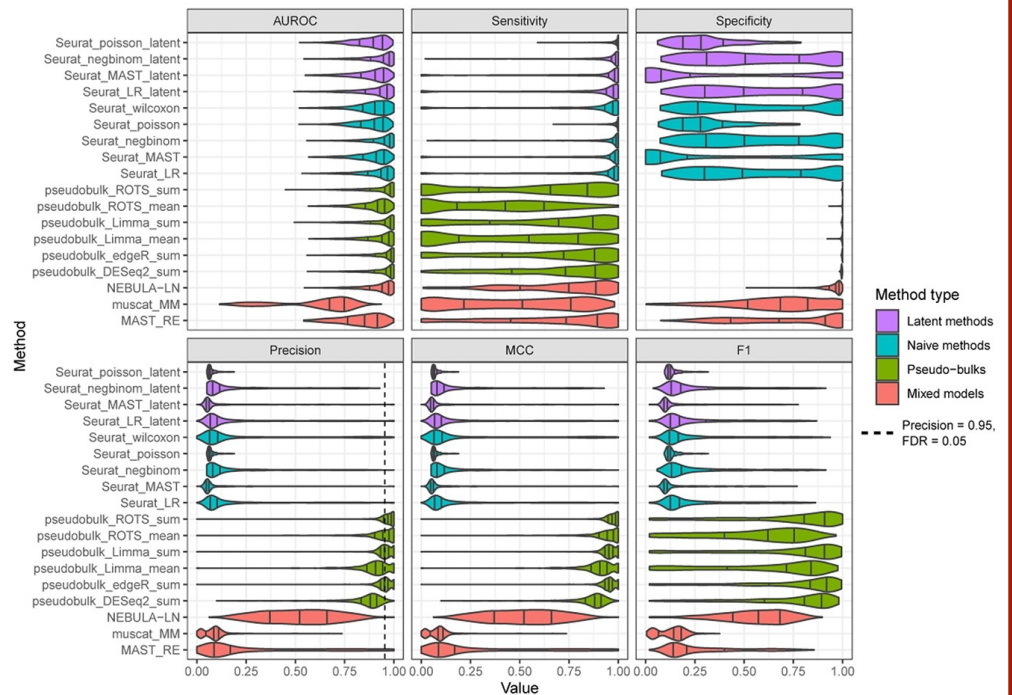 AUROC Sensitivity Specificity
Seurat_poisson_latent
Seurat_negbinom_latent
Seurat_MAST_latent
Seurat_LR_latent
Seurat_wilcoxon
Seurat_poisson
Seurat_negbinom
Seurat_MAST
Seurat_LR
pseudobulk_ROTS_sum
pseudobulk_ROTS_mean
pseudobulk_Limma_sum
pseudobulk_Limma_mean
pseudobulk_edgeR_sum
pseudobulk_DESeq2_sum
NEBULA−LN
muscat_MM
MAST_RE
Method
Precision MCC F1
Seurat_poisson_latent
Seurat_negbinom_latent
Seurat_MAST_latent
Seurat_LR_latent
Seurat_wilcoxon
Seurat_poisson
Seurat_negbinom
Seurat_MAST
Seurat_LR
pseudobulk_ROTS_sum
pseudobulk_ROTS_mean
pseudobulk_Limma_sum
pseudobulk_Limma_mean
pseudobulk_edgeR_sum
pseudobulk_DESeq2_sum
NEBULA−LN
muscat_MM
MAST_RE
0.00 0.25 0.50 0.75 1.00 0.00 0.25 0.50 0.75 1.00 0.00 0.25 0.50 0.75 1.00
Value
Method type
Latent methods
Naive methods
Pseudo−bulks
Mixed models
Precision = 0.95,
FDR = 0.05